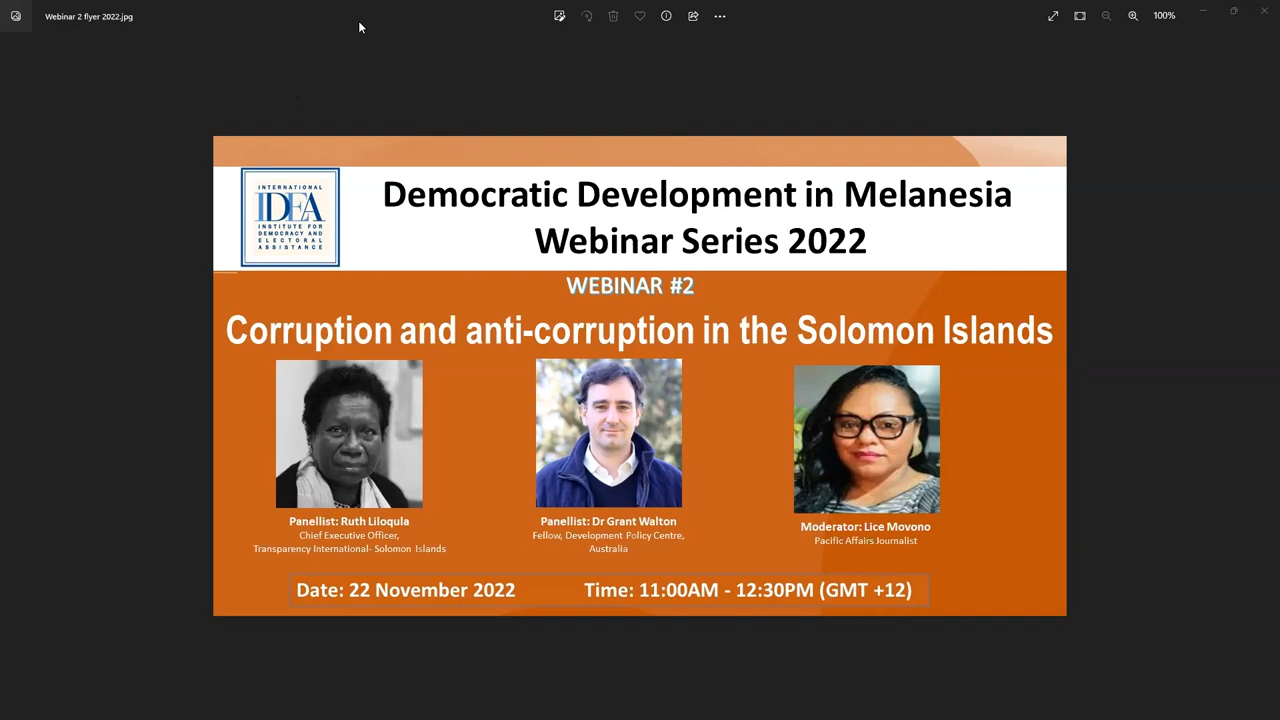 Webinar 2 flyer 2022.jpg
100%
INTERNATIONAL
IDEA
INSTITUTE FOR
DEMOCRACY AND
ELECTORAL
ASSISTANCE
Democratic Development in Melanesia
Webinar Series 2022
WEBINAR #2
Corruption and anti-corruption in the Solomon Islands
Panellist: Ruth Liloqula
Chief Executive Officer,
Transparency International- Solomon Islands
Panellist: Dr Grant Walton
Fellow, Development Policy Centre,
Australia
Moderator: Lice Movono
Pacific Affairs Journalist
Date: 22 November 2022 Time: 11:00AM - 12:30PM (GMT +12)